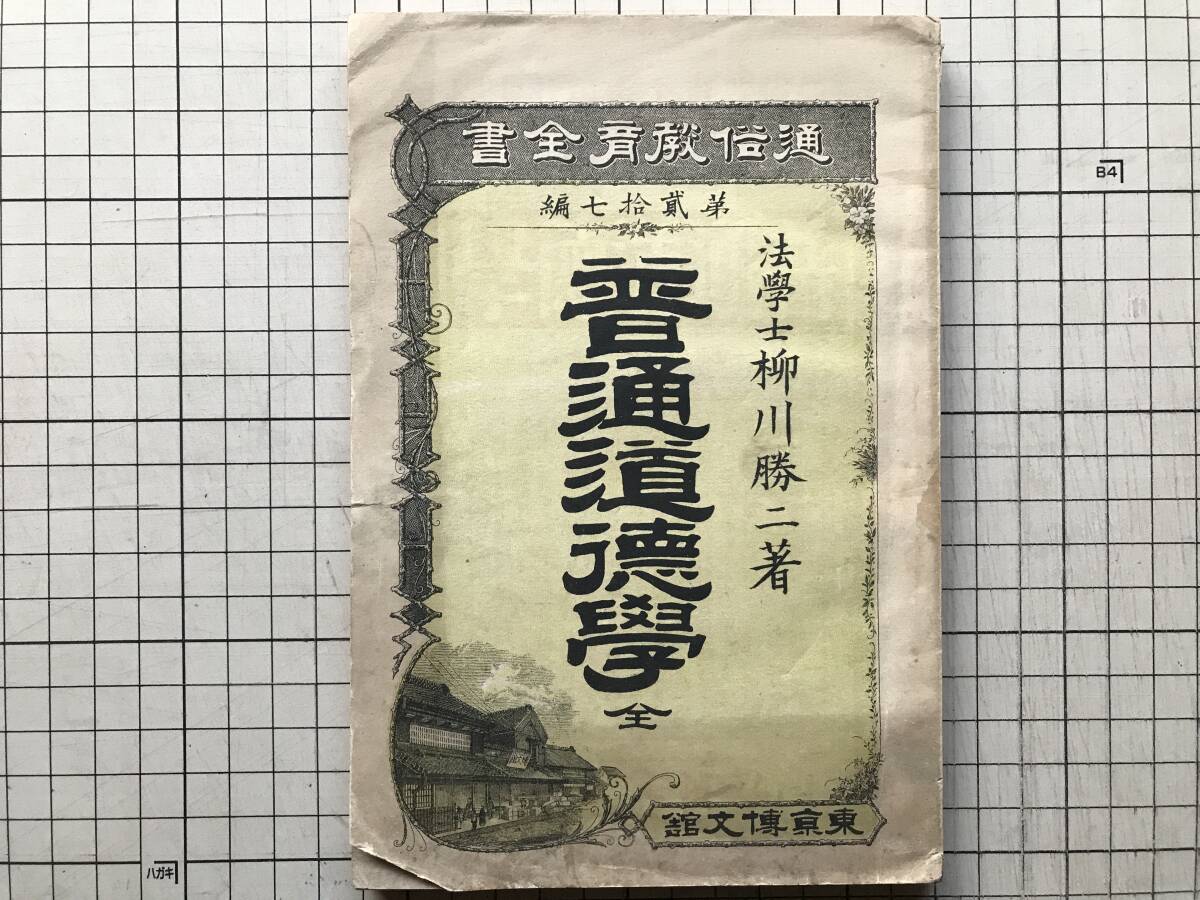 通俗敎育全書
第貳拾七編
法學士柳川勝二著
普通道德學
全
東京博文館
B4
ハガキ